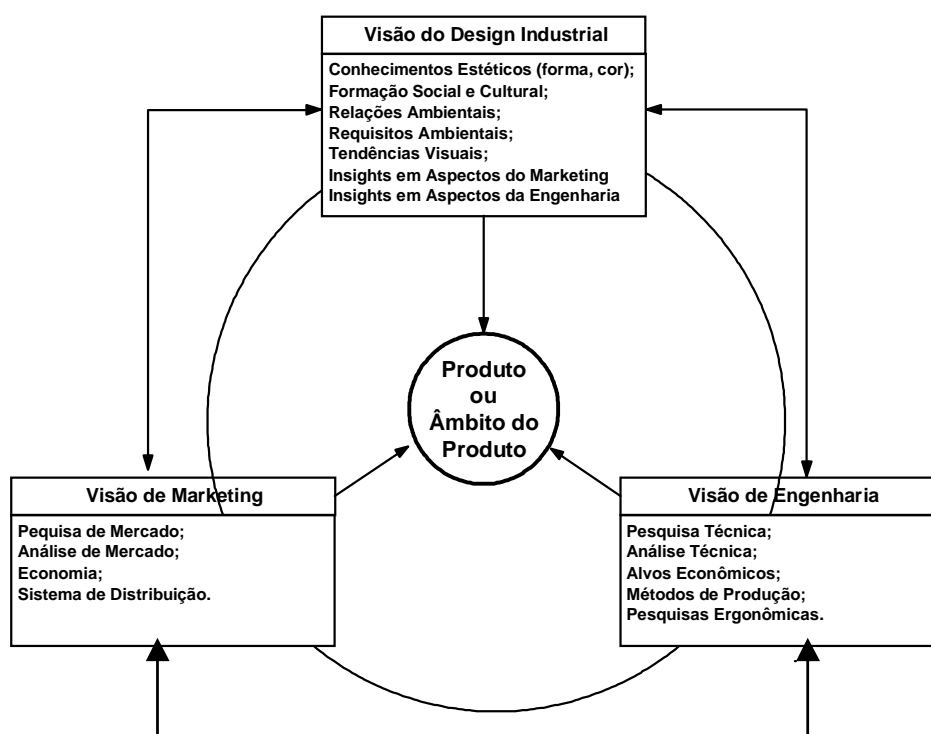 Visão do Design Industrial
Conhecimentos Estéticos (forma, cor);
Formação Social e Cultural;
Relações Ambientais;
Requisitos Ambientais;
Tendências Visuais;
Insights em Aspectos do Marketing
Insights em Aspectos da Engenharia
Produto
ou
Âmbito do
Produto
Visão de Marketing
Pequisa de Mercado;
Análise de Mercado;
Economia;
Sistema de Distribuição.
Visão de Engenharia
Pesquisa Técnica;
Análise Técnica;
Alvos Econômicos;
Métodos de Produção;
Pesquisas Ergonômicas.